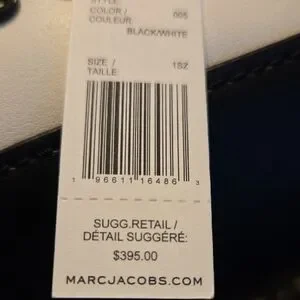 STYLE:
COLOR / 005
COULEUR
BLACK/WHITE
SIZE / 1SZ
TAILLE:
1 96611 16486 3
SUGG.RETAIL /
DÉTAIL SUGGÉRÉ:
$395.00
MARCJACOBS.COM